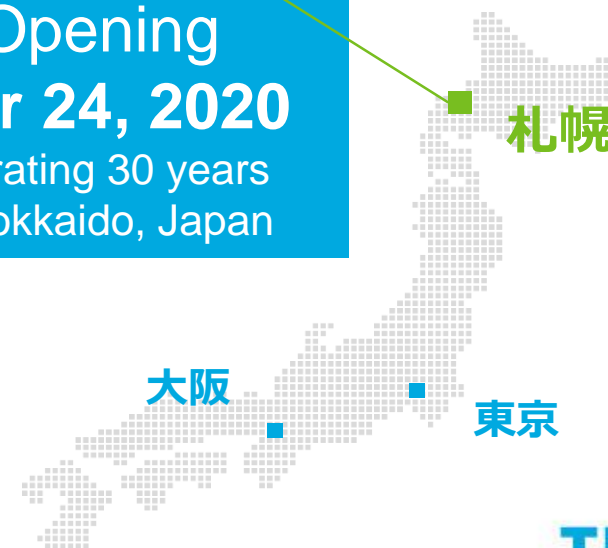 Opening
r 24, 2020
rating 30 years
okkaido, Japan
札幌
大阪
東京